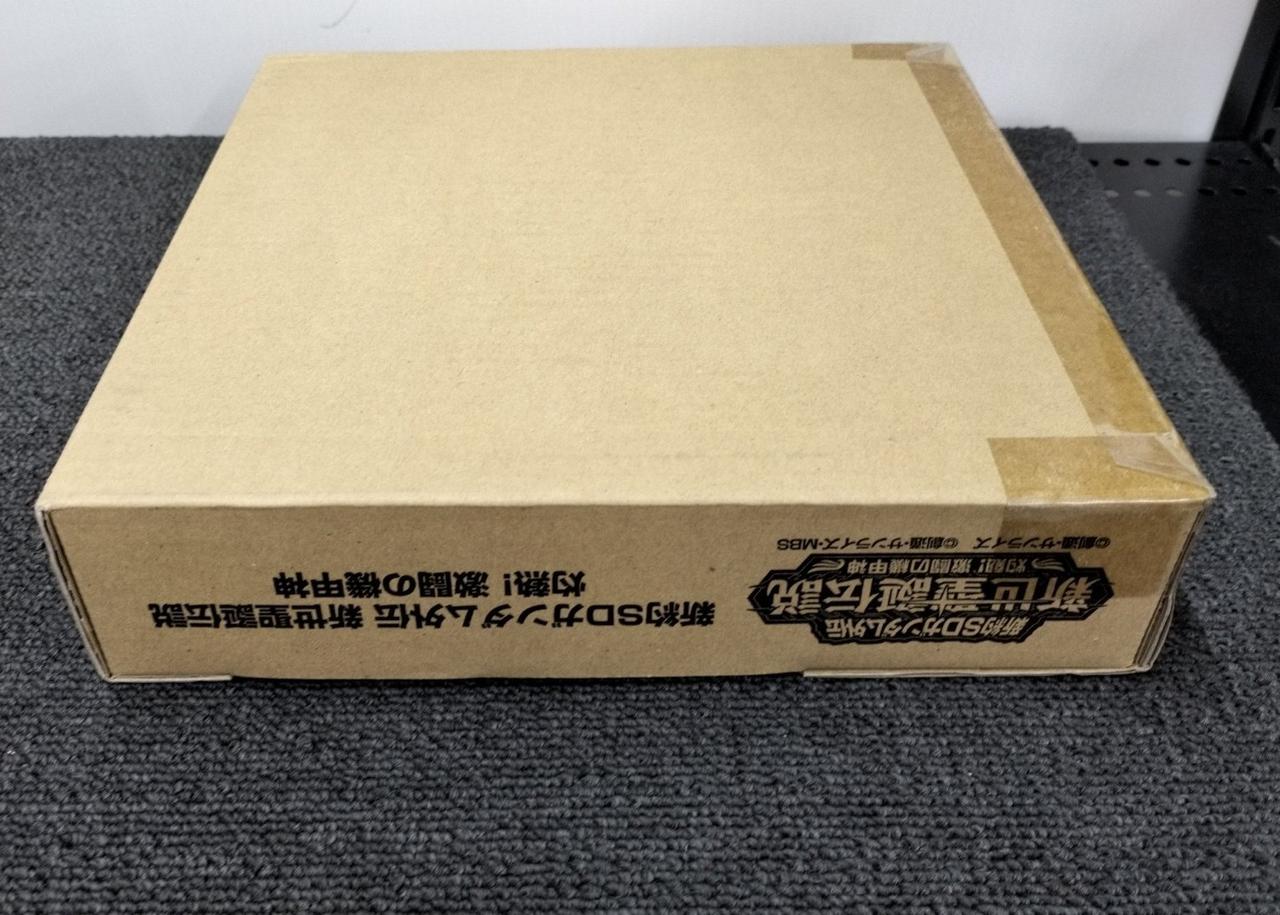 新約SDガンダム外伝 新世聖誕伝説
灼熱！激闘の機甲神
新約SDガンダム外伝
新世聖誕伝説
灼熱！激闘の機甲神
©創通・サンライズ ©創通・サンライズ・MBS